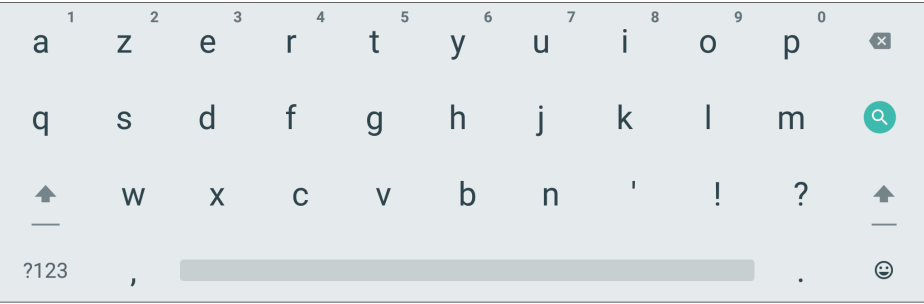 1 2 3 4 5 6 7 8 9 0
a z e r t y u i o p
q s d f g h j k l m
w x c v b n ' ! ?
?123 , .